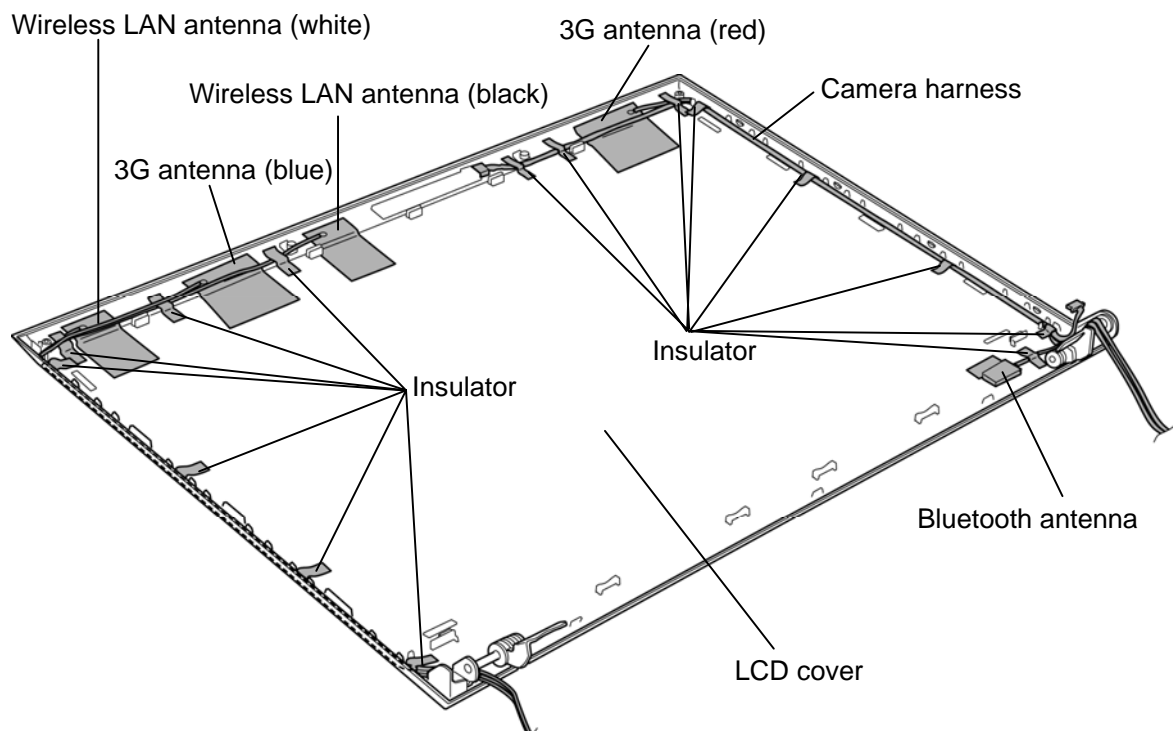 Wireless LAN antenna (white)
3G antenna (red)
Wireless LAN antenna (black)
Camera harness
3G antenna (blue)
Insulator
Insulator
Bluetooth antenna
LCD cover